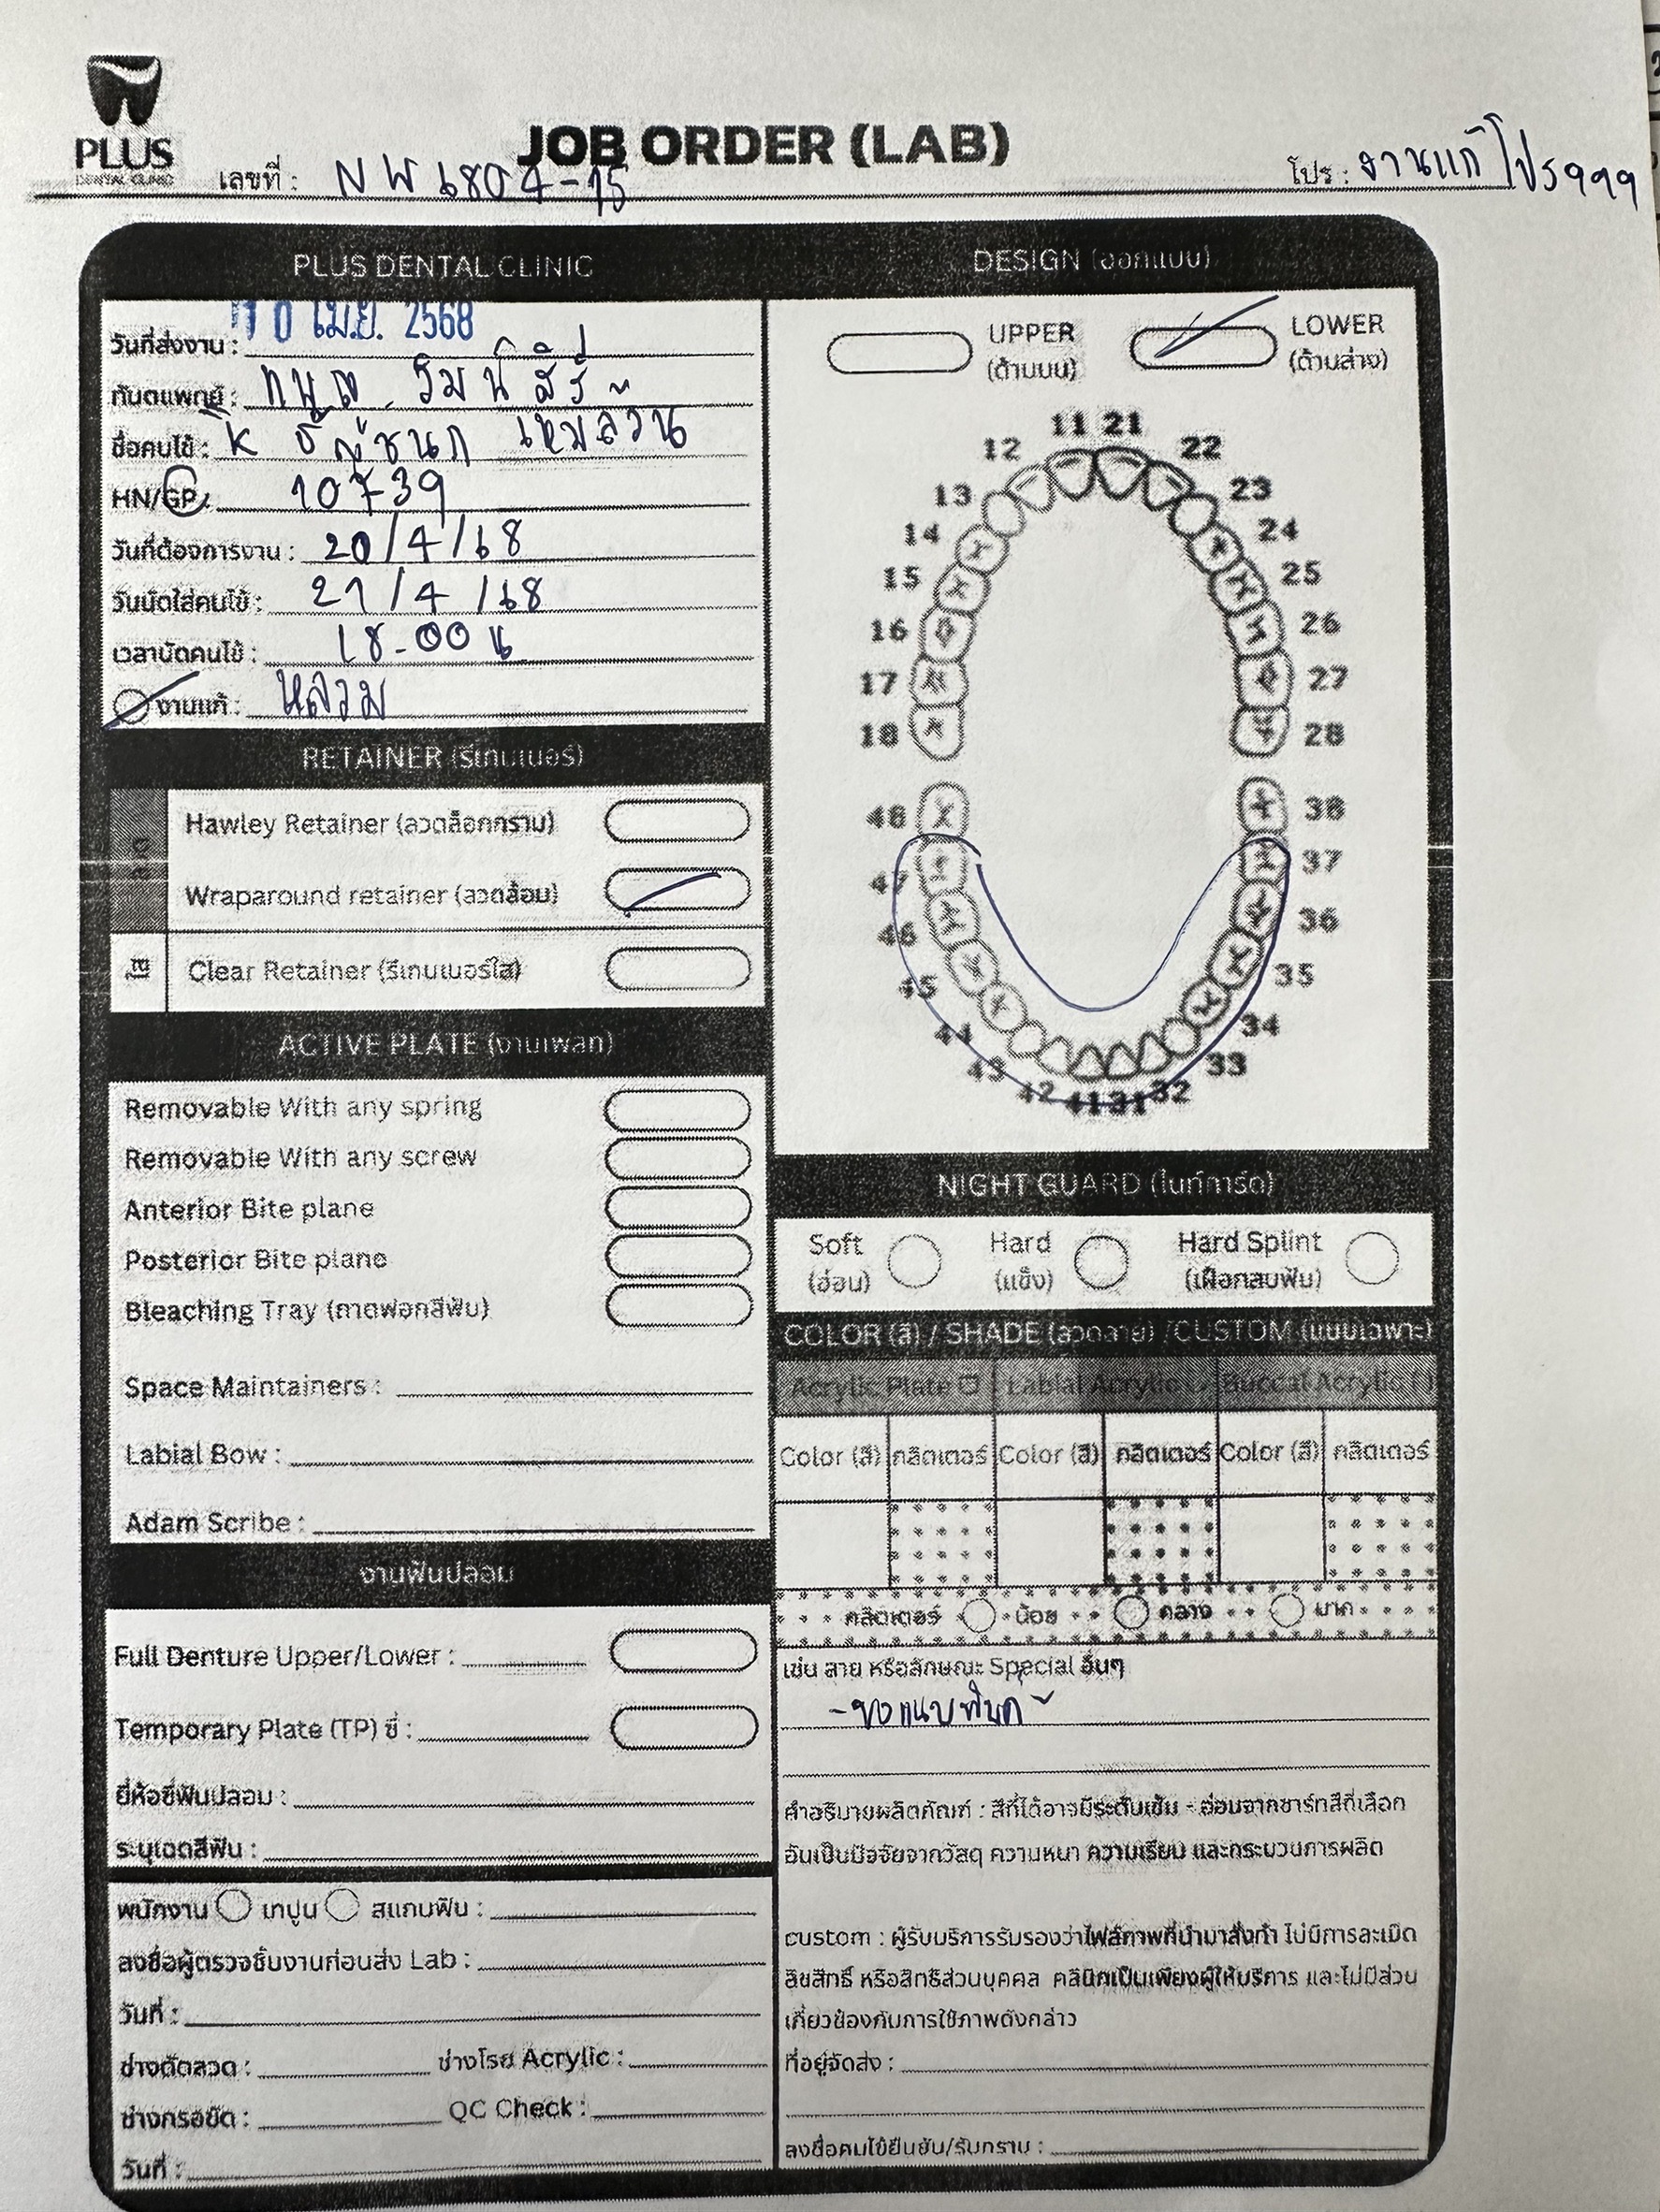 PLUS
DENTAL CLINIC
JOB ORDER (LAB)
เลขที่ : NW 6804-15
โปร : งานแก้ โปร 999
PLUS DENTAL CLINIC
วันที่ส่งงาน : 10 เม.ย. 2568
ทันตแพทย์ : ทพญ.
ชื่อคนไข้ : K
HN/GP : 10739
วันที่ต้องการงาน : 20/4/68
วันนัดใส่คนไข้ : 21/4/68
เวลานัดคนไข้ : 18.00 น
งานแก้ : หลวม
RETAINER (รีเทนเนอร์)
Hawley Retainer (ลวดล็อกกราม)
Wraparound retainer (ลวดล้อม)
ใส
Clear Retainer (รีเทนเนอร์ใส)
ACTIVE PLATE (งานเพลท)
Removable With any spring
Removable With any screw
Anterior Bite plane
Posterior Bite plane
Bleaching Tray (ถาดฟอกสีฟัน)
Space Maintainers :
Labial Bow :
Adam Scribe :
งานฟันปลอม
Full Denture Upper/Lower :
Temporary Plate (TP) ซี่ :
ยี่ห้อซี่ฟันปลอม :
ระบุเฉดสีฟัน :
พนักงาน เทปูน สแกนฟัน :
ลงชื่อผู้ตรวจชิ้นงานก่อนส่ง Lab :
วันที่ :
ช่างดัดลวด : ช่างโรย Acrylic :
ช่างกรอขัด : QC Check :
วันที่ :
DESIGN (ออกแบบ)
UPPER
(ด้านบน)
LOWER
(ด้านล่าง)
11 21
12 22
13 23
14 24
15 25
16 26
17 27
18 28
48 38
47 37
46 36
45 35
44 34
43 33
42 41 31 32
NIGHT GUARD (ไนท์การ์ด)
Soft
(อ่อน)
Hard
(แข็ง)
Hard Splint
(เฝือกสบฟัน)
COLOR (สี) / SHADE (ลวดลาย) /CUSTOM (แบบเฉพาะ)
Acrylic Plate Labial Acrylic Buccal Acrylic
Color (สี) กลิตเตอร์ Color (สี) กลิตเตอร์ Color (สี) กลิตเตอร์
กลิตเตอร์ น้อย กลาง มาก
เช่น ลาย หรือลักษณะ Special อื่นๆ
คำอธิบายผลิตภัณฑ์ : สีที่ได้อาจมีระดับเข้ม - อ่อนจากชาร์ทสีที่เลือก
อันเป็นปัจจัยจากวัสดุ ความหนา ความเรียบ และกระบวนการผลิต
custom : ผู้รับบริการรับรองว่าไฟล์ภาพที่นำมาสั่งทำ ไม่มีการละเมิด
ลิขสิทธิ์ หรือสิทธิส่วนบุคคล คลินิกเป็นเพียงผู้ให้บริการ และไม่มีส่วน
เกี่ยวข้องกับการใช้ภาพดังกล่าว
ที่อยู่จัดส่ง :
ลงชื่อคนไข้ยืนยัน/รับทราบ :